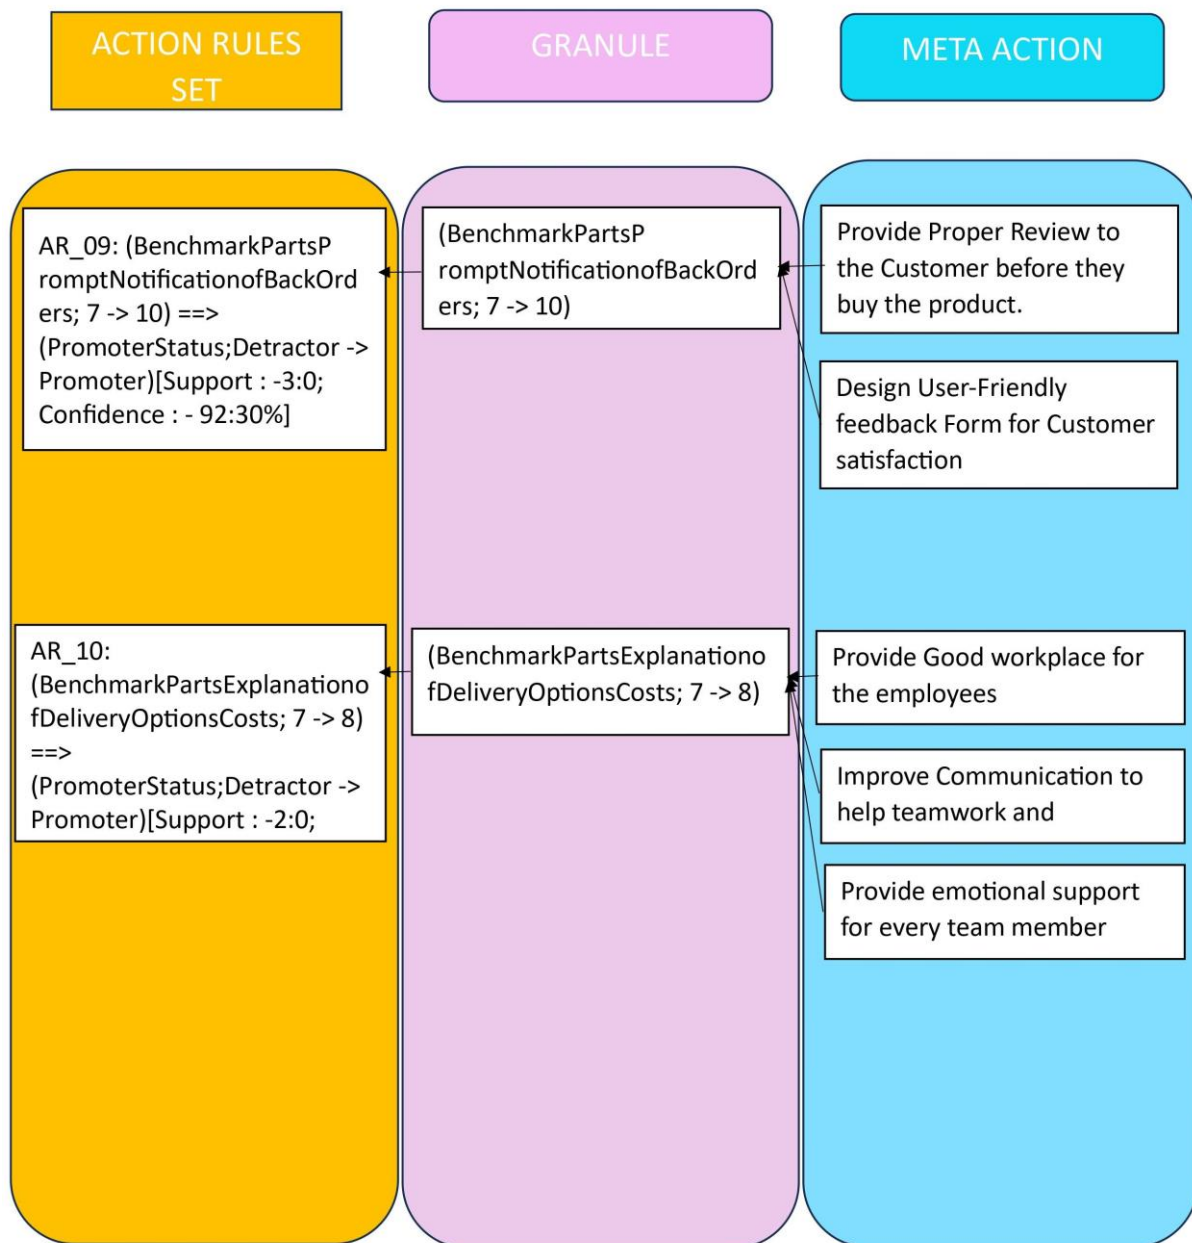 ACTION RULES
SET
GRANULE
META ACTION
AR_09: (BenchmarkPartsP
romptNotificationofBackOrd
ers; 7 -> 10) ==>
(PromoterStatus;Detractor ->
Promoter)[Support : -3:0;
Confidence : - 92:30%]
(BenchmarkPartsP
romptNotificationofBackOrd
ers; 7 -> 10)
Provide Proper Review to
the Customer before they
buy the product.
Design User-Friendly
feedback Form for Customer
satisfaction
AR_10:
(BenchmarkPartsExplanationo
fDeliveryOptionsCosts; 7 -> 8)
==>
(PromoterStatus;Detractor ->
Promoter)[Support : -2:0;
(BenchmarkPartsExplanationo
fDeliveryOptionsCosts; 7 -> 8)
Provide Good workplace for
the employees
Improve Communication to
help teamwork and
Provide emotional support
for every team member